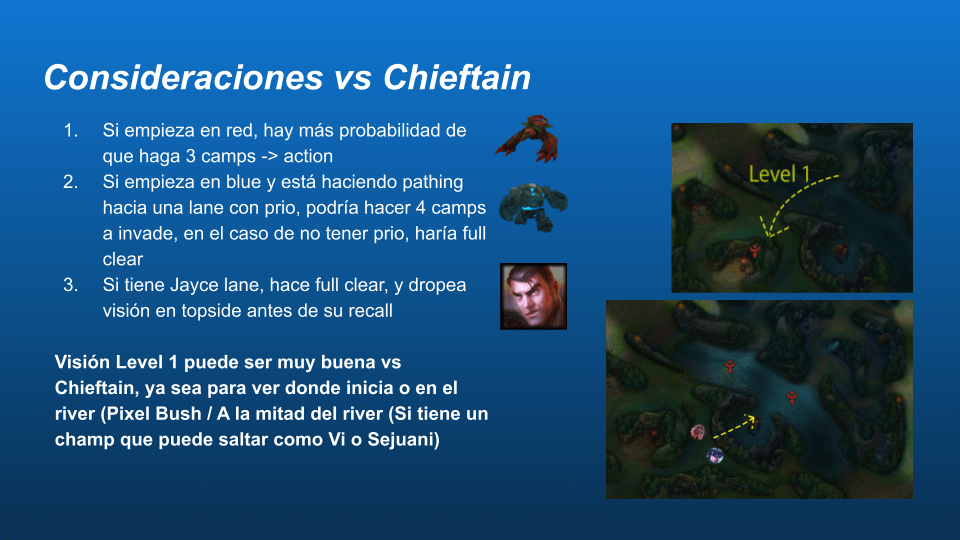 Consideraciones vs Chieftain
1. Si empieza en red, hay más probabilidad de
que haga 3 camps -> action
2. Si empieza en blue y está haciendo pathing
hacia una lane con prio, podría hacer 4 camps
a invade, en el caso de no tener prio, haría full
clear
3. Si tiene Jayce lane, hace full clear, y dropea
visión en topside antes de su recall
Visión Level 1 puede ser muy buena vs
Chieftain, ya sea para ver donde inicia o en el
river (Pixel Bush / A la mitad del river (Si tiene un
champ que puede saltar como Vi o Sejuani)
Level 1